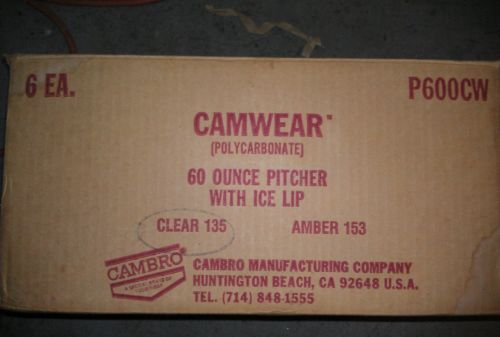 6 EA.
P600CW
CAMWEAR
(POLYCARBONATE)
60 OUNCE PITCHER
WITH ICE LIP
CLEAR 135
AMBER 153
CAMBRO®
CAMBRO MANUFACTURING COMPANY
HUNTINGTON BEACH, CA 92648 U.S.A.
TEL. (714) 848-1555